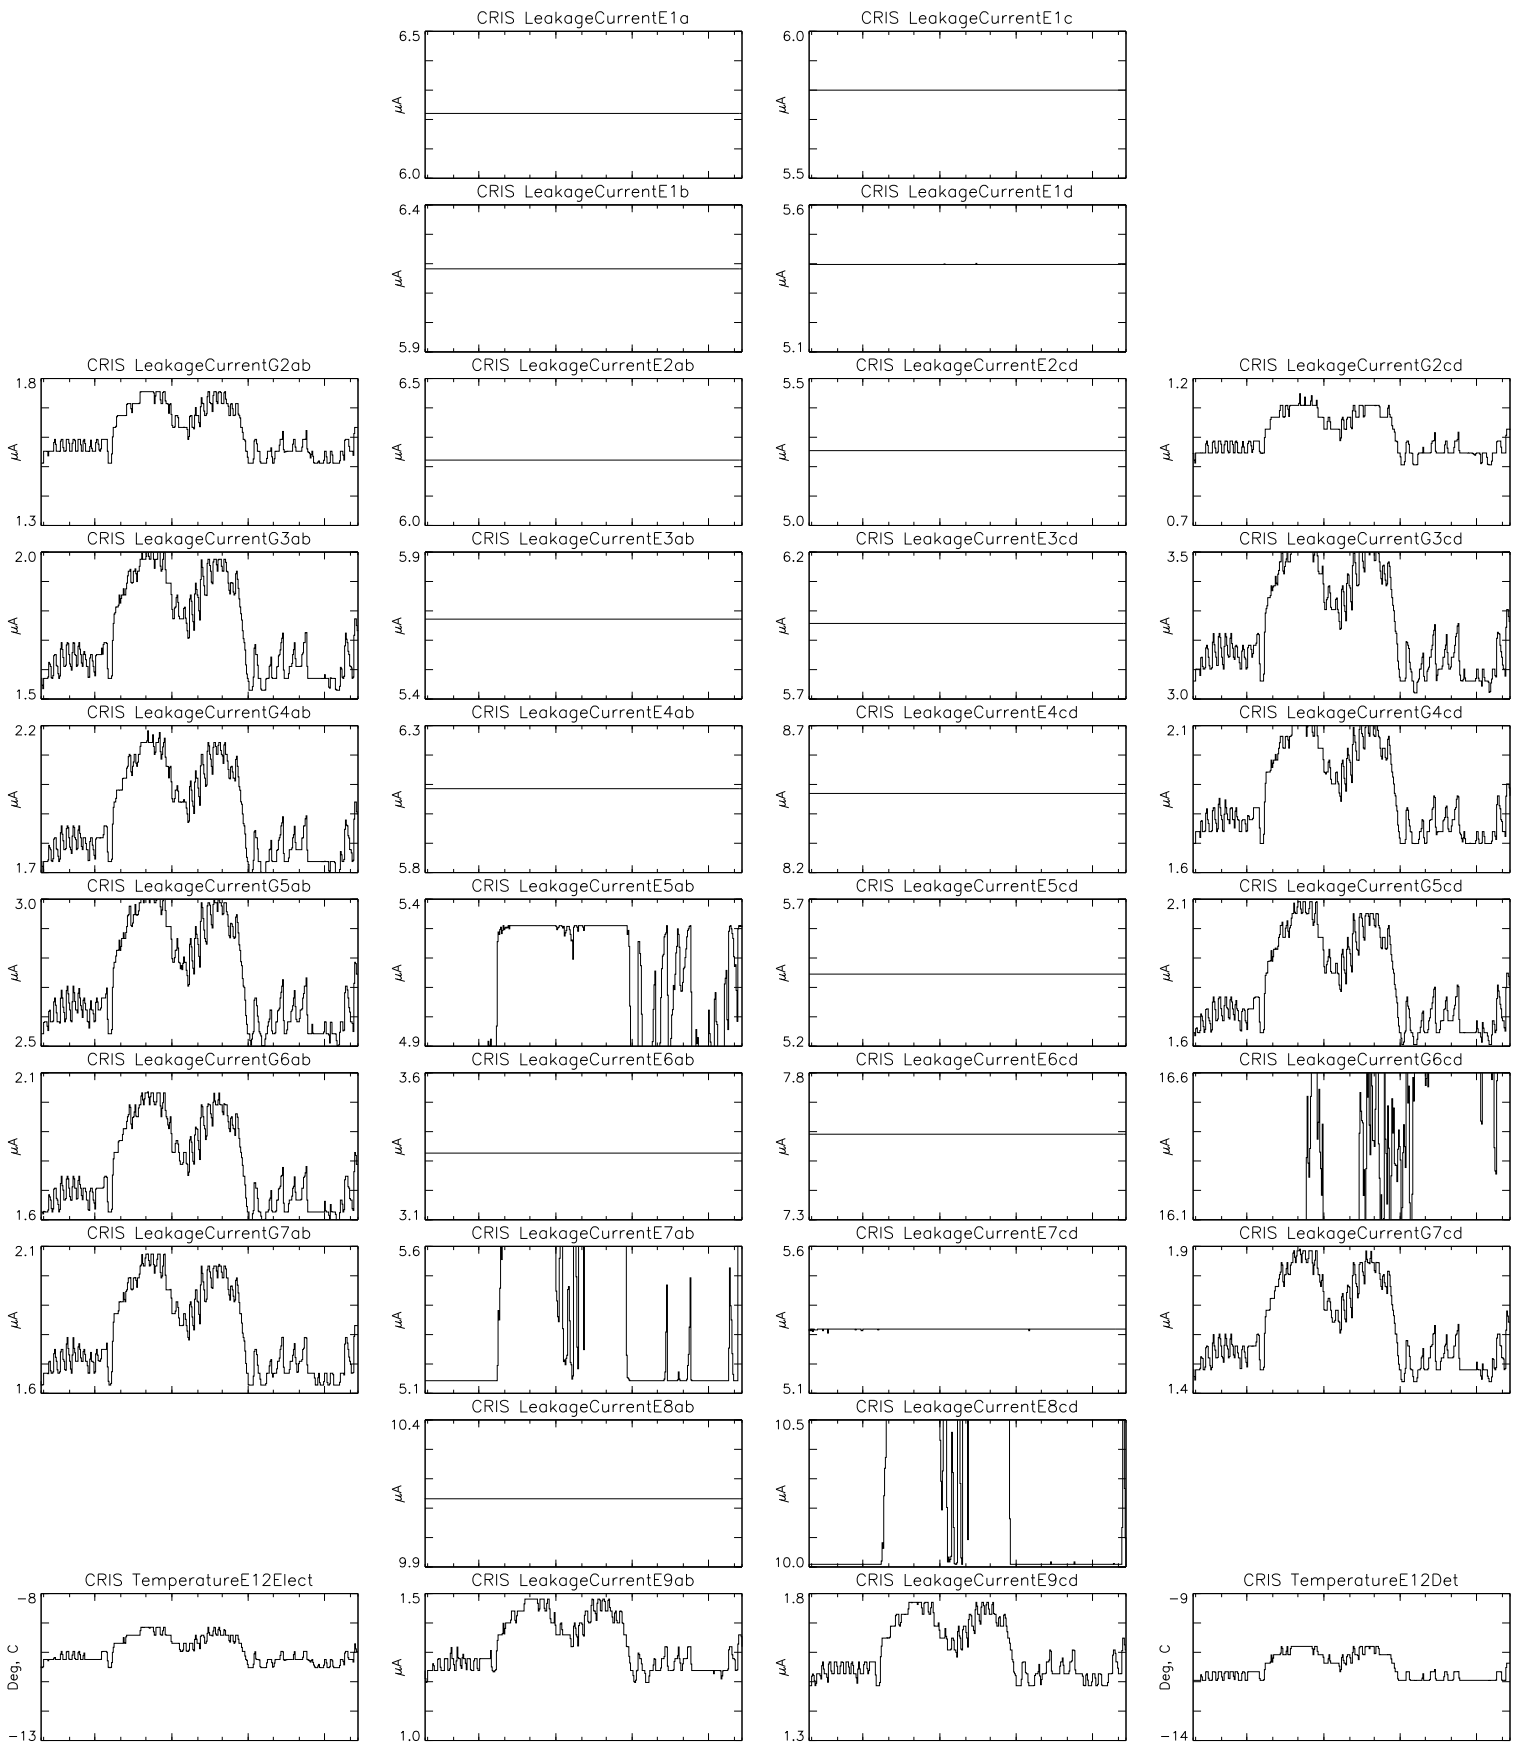 CRIS LeakageCurrentE1a
6.5
μA
6.0
CRIS LeakageCurrentE1c
6.0
μA
5.5
CRIS LeakageCurrentE1b
6.4
μA
5.9
CRIS LeakageCurrentE1d
5.6
μA
5.1
CRIS LeakageCurrentG2ab
1.8
μA
1.3
CRIS LeakageCurrentE2ab
6.5
μA
6.0
CRIS LeakageCurrentE2cd
5.5
μA
5.0
CRIS LeakageCurrentG2cd
1.2
μA
0.7
CRIS LeakageCurrentG3ab
2.0
μA
1.5
CRIS LeakageCurrentE3ab
5.9
μA
5.4
CRIS LeakageCurrentE3cd
6.2
μA
5.7
CRIS LeakageCurrentG3cd
3.5
μA
3.0
CRIS LeakageCurrentG4ab
2.2
μA
1.7
CRIS LeakageCurrentE4ab
6.3
μA
5.8
CRIS LeakageCurrentE4cd
8.7
μA
8.2
CRIS LeakageCurrentG4cd
2.1
μA
1.6
CRIS LeakageCurrentG5ab
3.0
μA
2.5
CRIS LeakageCurrentE5ab
5.4
μA
4.9
CRIS LeakageCurrentE5cd
5.7
μA
5.2
CRIS LeakageCurrentG5cd
2.1
μA
1.6
CRIS LeakageCurrentG6ab
2.1
μA
1.6
CRIS LeakageCurrentE6ab
3.6
μA
3.1
CRIS LeakageCurrentE6cd
7.8
μA
7.3
CRIS LeakageCurrentG6cd
16.6
μA
16.1
CRIS LeakageCurrentG7ab
2.1
μA
1.6
CRIS LeakageCurrentE7ab
5.6
μA
5.1
CRIS LeakageCurrentE7cd
5.6
μA
5.1
CRIS LeakageCurrentG7cd
1.9
μA
1.4
CRIS LeakageCurrentE8ab
10.4
μA
9.9
CRIS LeakageCurrentE8cd
10.5
μA
10.0
CRIS TemperatureE12Elect
−8
Deg, C
−13
CRIS LeakageCurrentE9ab
1.5
μA
1.0
CRIS LeakageCurrentE9cd
1.8
μA
1.3
CRIS TemperatureE12Det
−9
Deg, C
−14